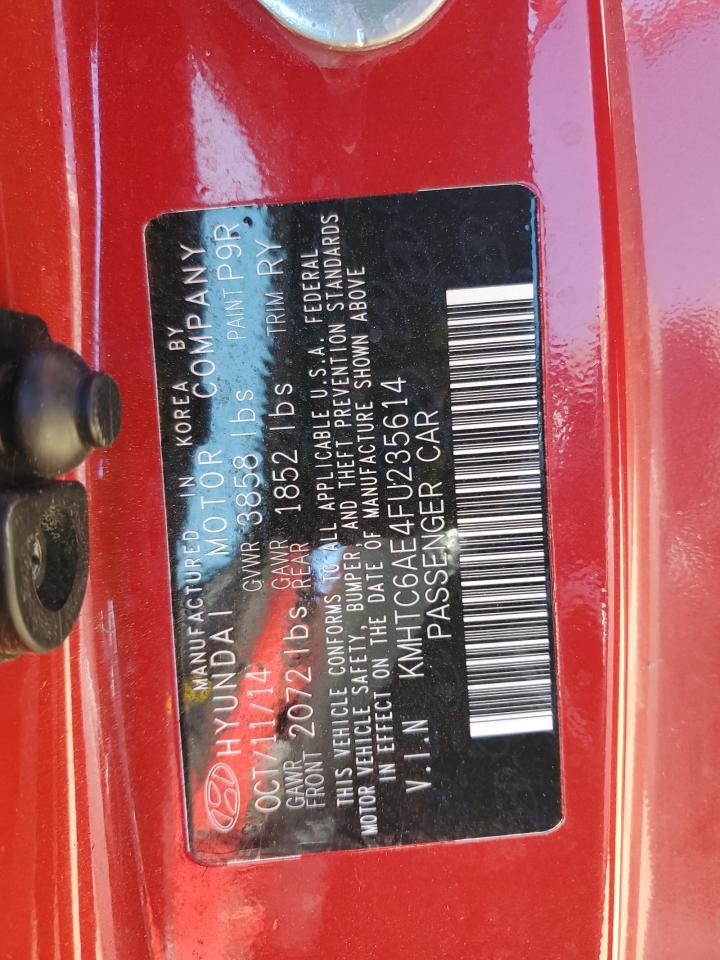 MANUFACTURED IN KOREA BY
HYUNDAI MOTOR COMPANY
OCT/11/14 GVWR 3858 lbs PAINT P9R
GAWR FRONT 2072 lbs GAWR REAR 1852 lbs TRIM RY
THIS VEHICLE CONFORMS TO ALL APPLICABLE U.S.A. FEDERAL
MOTOR VEHICLE SAFETY, BUMPER, AND THEFT PREVENTION STANDARDS
IN EFFECT ON THE DATE OF MANUFACTURE SHOWN ABOVE
V.I.N KMHTC6AE4FU235614
PASSENGER CAR